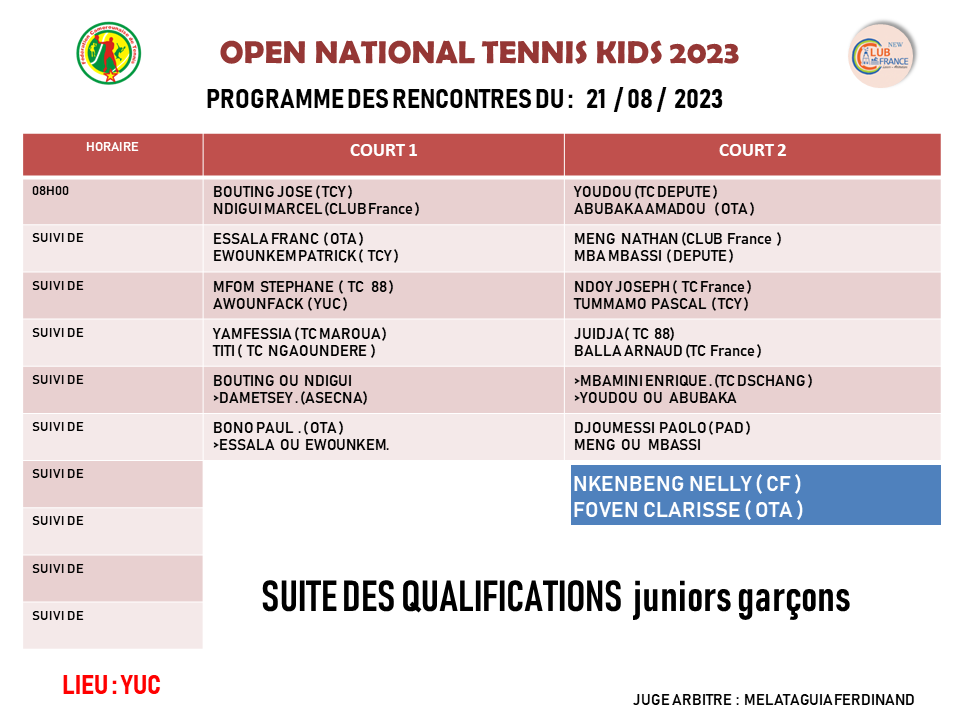 OPEN NATIONAL TENNIS KIDS 2023
NEW
CLUB
FRANCE
PROGRAMME DES RENCONTRES DU : 21 / 08 / 2023
HORAIRE
COURT 1
COURT 2
08H00
BOUTING JOSE ( TCY )
NDIGUI MARCEL (CLUB France )
YOUDOU (TC DEPUTE )
ABUBAKA AMADOU ( OTA )
SUIVI DE
ESSALA FRANC ( OTA )
EWOUNKEM PATRICK ( TCY )
MENG NATHAN (CLUB France )
MBA MBASSI ( DEPUTE )
SUIVI DE
MFOM STEPHANE ( TC 88 )
AWOUNFACK ( YUC )
NDOY JOSEPH ( TC France )
TUMMAMO PASCAL (TCY)
SUIVI DE
YAMFESSIA ( TC MAROUA )
TITI ( TC NGAOUNDERE )
JUIDJA ( TC 88)
BALLA ARNAUD (TC France )
SUIVI DE
BOUTING OU NDIGUI
>DAMETSEY . (ASECNA)
>MBAMINI ENRIQUE . (TC DSCHANG )
>YOUDOU OU ABUBAKA
SUIVI DE
BONO PAUL . ( OTA )
>ESSALA OU EWOUNKEM.
DJOUMESSI PAOLO ( PAD )
MENG OU MBASSI
SUIVI DE
NKENBENG NELLY ( CF )
FOVEN CLARISSE ( OTA )
SUIVI DE
SUIVI DE
SUIVI DE
SUITE DES QUALIFICATIONS juniors garçons
LIEU : YUC
JUGE ARBITRE : MELATAGUIA FERDINAND